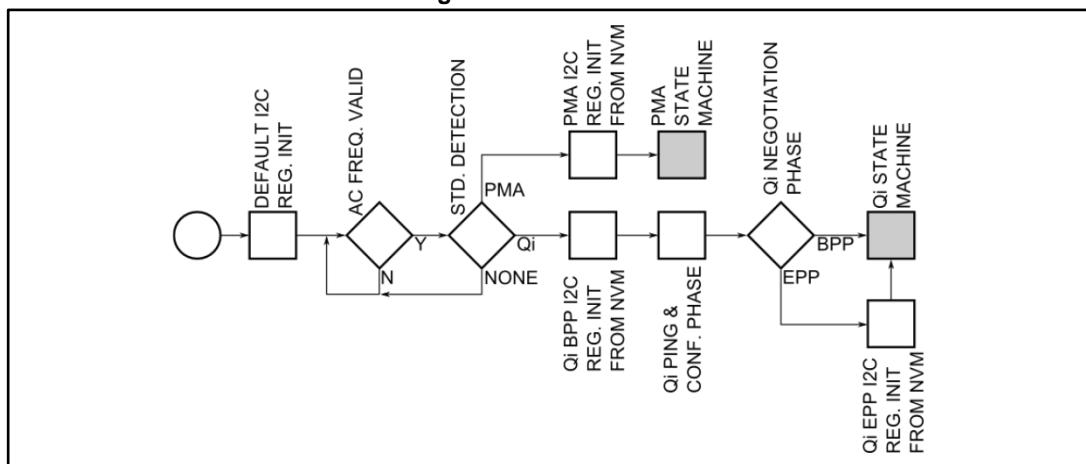 g
DEFAULT I2C
REG. INIT
AC FREQ. VALID
Y
N
STD. DETECTION
PMA
Qi
NONE
PMA I2C
REG. INIT
FROM NVM
PMA
STATE
MACHINE
Qi BPP I2C
REG. INIT
FROM NVM
Qi PING &
CONF. PHASE
Qi NEGOTIATION
PHASE
BPP
EPP
Qi STATE
MACHINE
Qi EPP I2C
REG. INIT
FROM NVM